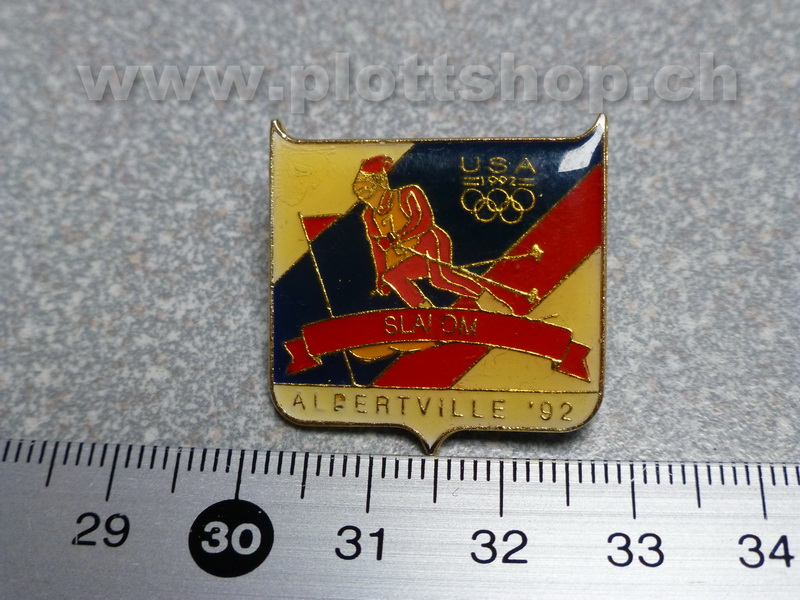 www.plottshop.ch
USA
1992
SLALOM
ALBERTVILLE '92
29 30 31 32 33 34